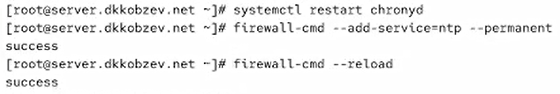 [root@server.dkkobzev.net ~]# systemctl restart chronyd
[root@server.dkkobzev.net ~]# firewall-cmd --add-service=ntp --permanent
success
[root@server.dkkobzev.net ~]# firewall-cmd --reload
success